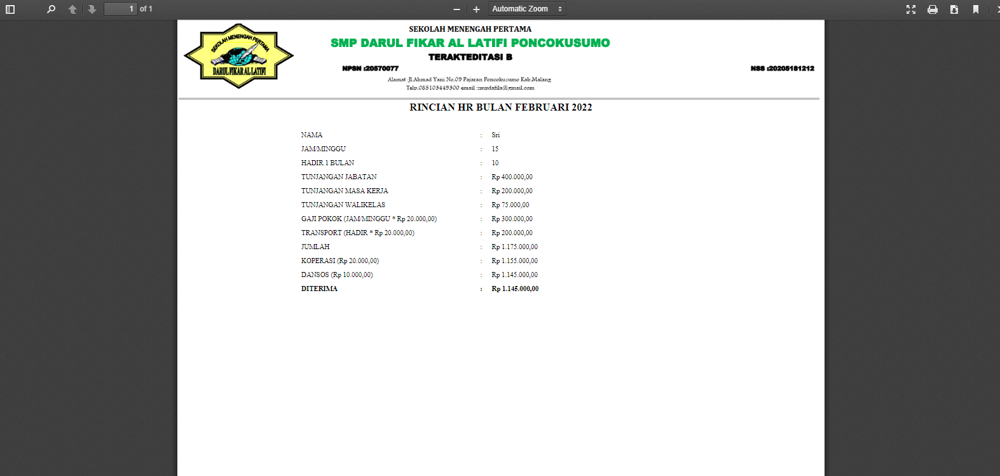 1 of 1
Automatic Zoom
SEKOLAH MENENGAH PERTAMA
DARUL FIKAR AL LATIFI
SEKOLAH MENENGAH PERTAMA
SMP DARUL FIKAR AL LATIFI PONCOKUSUMO
TERAKTEDITASI B
NPSN :20570077 NSS :20205181212
Alamat :Jl.Ahmad Yani No.09 Pajaran Poncokusumo Kab.Malang
Telp.085103449300 email :smpdafila@gmail.com
RINCIAN HR BULAN FEBRUARI 2022
NAMA : Sri
JAM/MINGGU : 15
HADIR 1 BULAN : 10
TUNJANGAN JABATAN : Rp 400.000,00
TUNJANGAN MASA KERJA : Rp 200.000,00
TUNJANGAN WALIKELAS : Rp 75.000,00
GAJI POKOK (JAM/MINGGU * Rp 20.000,00) : Rp 300.000,00
TRANSPORT (HADIR * Rp 20.000,00) : Rp 200.000,00
JUMLAH : Rp 1.175.000,00
KOPERASI (Rp 20.000,00) : Rp 1.155.000,00
DANSOS (Rp 10.000,00) : Rp 1.145.000,00
DITERIMA : Rp 1.145.000,00